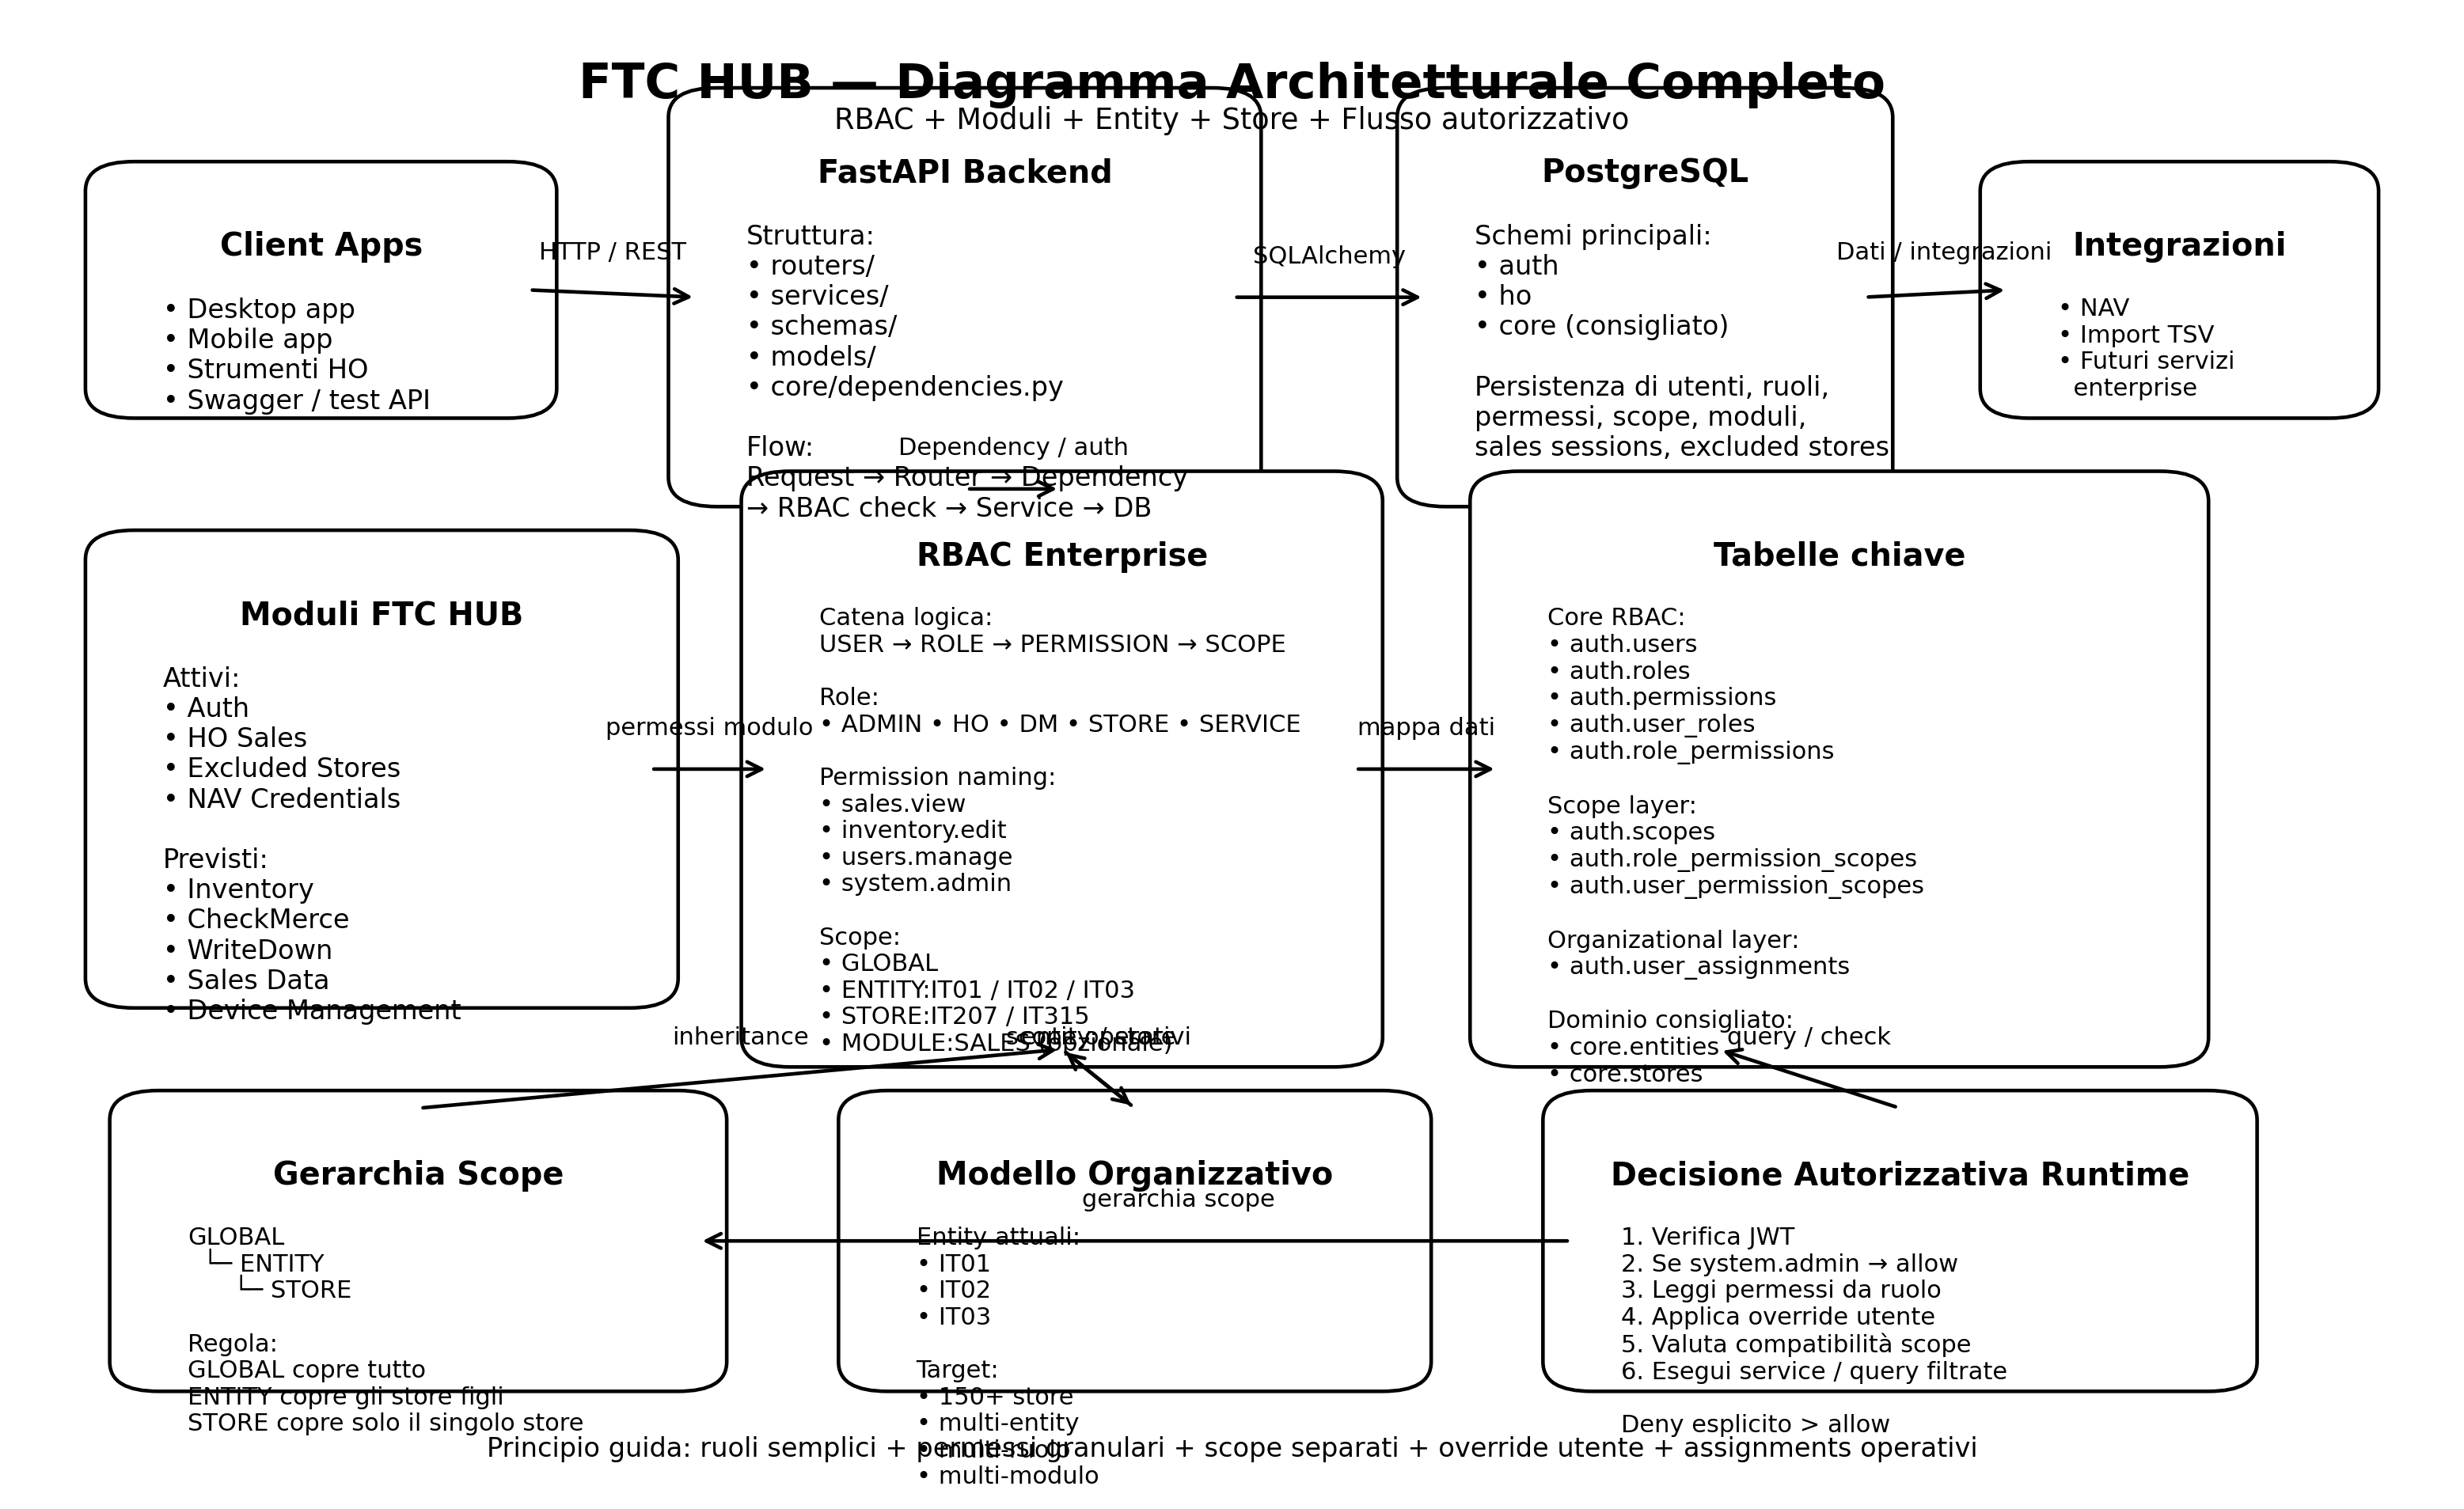 FTC HUB — Diagramma Architetturale Completo
RBAC + Moduli + Entity + Store + Flusso autorizzativo
Client Apps
• Desktop app
• Mobile app
• Strumenti HO
• Swagger / test API
HTTP / REST
FastAPI Backend
Struttura:
• routers/
• services/
• schemas/
• models/
• core/dependencies.py
Flow:
Request → Router → Dependency
→ RBAC check → Service → DB
Dependency / auth
SQLAlchemy
PostgreSQL
Schemi principali:
• auth
• ho
• core (consigliato)
Persistenza di utenti, ruoli,
permessi, scope, moduli,
sales sessions, excluded stores
Dati / integrazioni
Integrazioni
• NAV
• Import TSV
• Futuri servizi
enterprise
Moduli FTC HUB
Attivi:
• Auth
• HO Sales
• Excluded Stores
• NAV Credentials
Previsti:
• Inventory
• CheckMerce
• WriteDown
• Sales Data
• Device Management
permessi modulo
RBAC Enterprise
Catena logica:
USER → ROLE → PERMISSION → SCOPE
Role:
• ADMIN • HO • DM • STORE • SERVICE
Permission naming:
• sales.view
• inventory.edit
• users.manage
• system.admin
Scope:
• GLOBAL
• ENTITY:IT01 / IT02 / IT03
• STORE:IT207 / IT315
• MODULE:SALES (opzionale)
mappa dati
Tabelle chiave
Core RBAC:
• auth.users
• auth.roles
• auth.permissions
• auth.user_roles
• auth.role_permissions
Scope layer:
• auth.scopes
• auth.role_permission_scopes
• auth.user_permission_scopes
Organizational layer:
• auth.user_assignments
Dominio consigliato:
• core.entities
• core.stores
inheritance
query / check
Gerarchia Scope
GLOBAL
└─ ENTITY
└─ STORE
Regola:
GLOBAL copre tutto
ENTITY copre gli store figli
STORE copre solo il singolo store
Modello Organizzativo
gerarchia scope
Entity attuali:
• IT01
• IT02
• IT03
Target:
• 150+ store
• multi-entity
• multi-ruolo
• multi-modulo
Decisione Autorizzativa Runtime
1. Verifica JWT
2. Se system.admin → allow
3. Leggi permessi da ruolo
4. Applica override utente
5. Valuta compatibilità scope
6. Esegui service / query filtrate
Deny esplicito > allow
Principio guida: ruoli semplici + permessi granulari + scope separati + override utente + assignments operativi